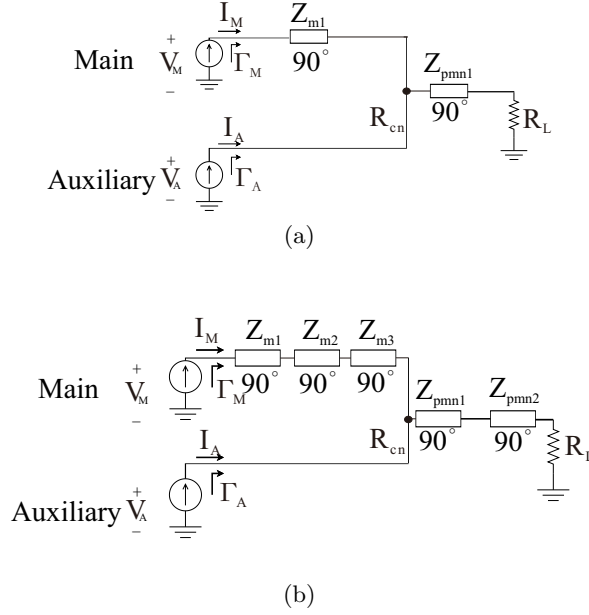 I_M Z_m1
+
Main V_M Γ_M 90°
−
Z_pmn1
90° R_L
R_cn
I_A
+
Auxiliary V_A Γ_A
−
(a)
I_M Z_m1 Z_m2 Z_m3
+
Main V_M Γ_M 90° 90° 90°
−
Z_pmn1 Z_pmn2
90° 90°
R_cn
I_A
+
Auxiliary V_A Γ_A
−
(b)